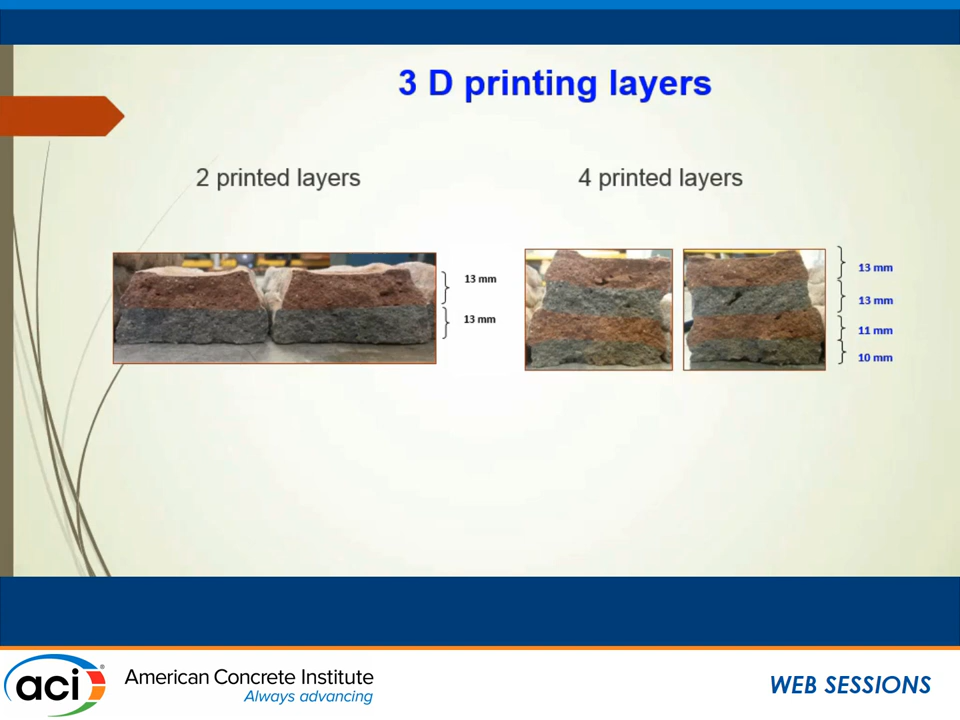 3 D printing layers
2 printed layers
4 printed layers
13 mm
13 mm
13 mm
13 mm
11 mm
10 mm
aci®
American Concrete Institute
Always advancing
WEB SESSIONS